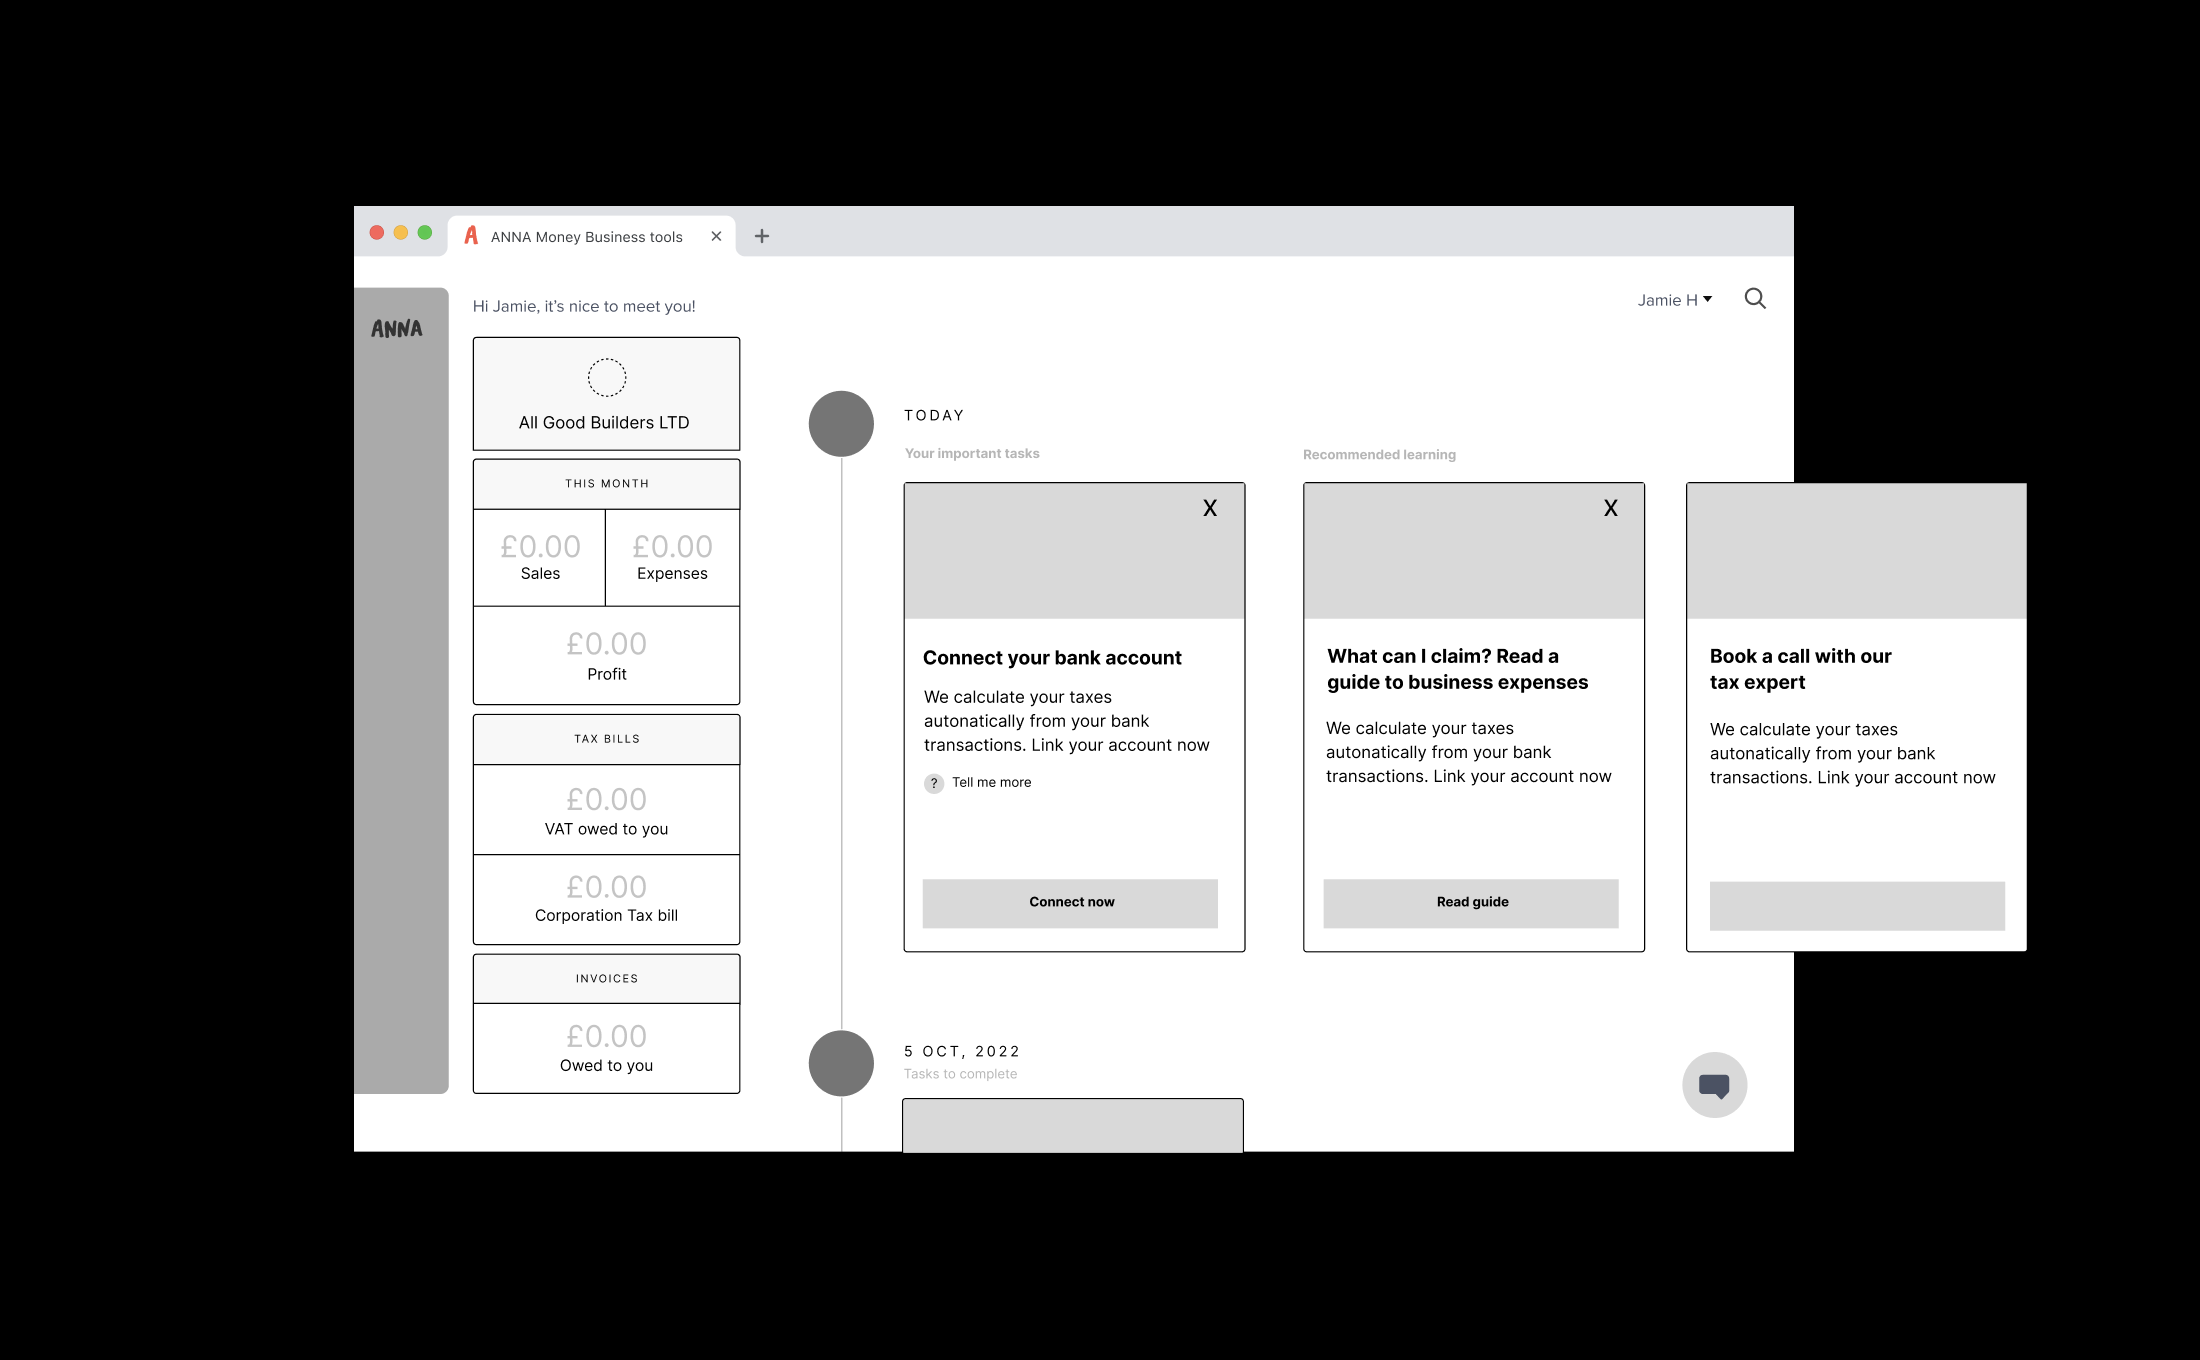 ANNA Money Business tools
Hi Jamie, it's nice to meet you!
Jamie H
ANNA
All Good Builders LTD
THIS MONTH
£0.00
Sales
£0.00
Expenses
£0.00
Profit
TAX BILLS
£0.00
VAT owed to you
£0.00
Corporation Tax bill
INVOICES
£0.00
Owed to you
TODAY
Your important tasks
X
Connect your bank account
We calculate your taxes
autonatically from your bank
transactions. Link your account now
? Tell me more
Connect now
Recommended learning
X
What can I claim? Read a
guide to business expenses
We calculate your taxes
autonatically from your bank
transactions. Link your account now
Read guide
Book a call with our
tax expert
We calculate your taxes
autonatically from your bank
transactions. Link your account now
5 OCT, 2022
Tasks to complete